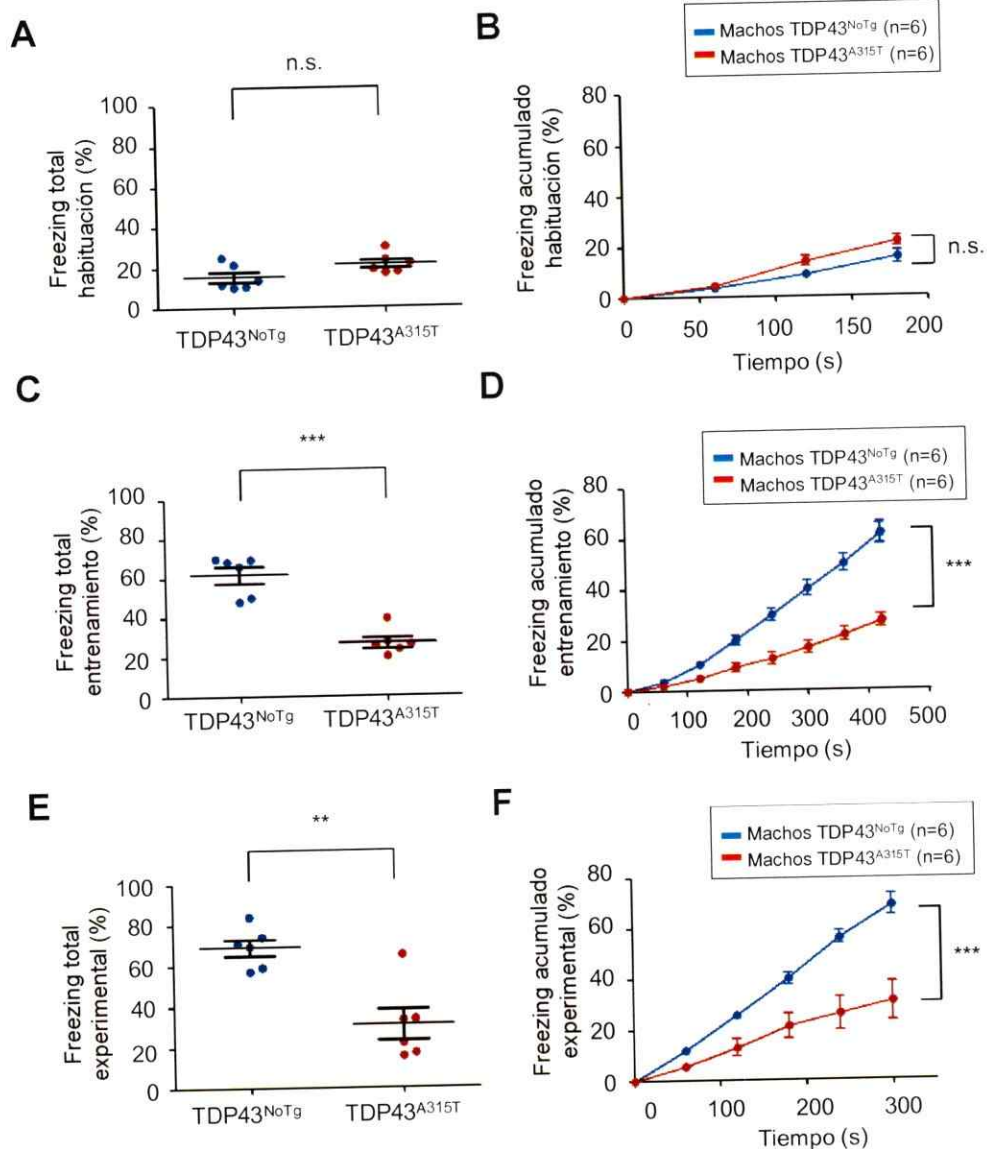 A
n.s.
Freezing total
habituación (%)
100
80
60
40
20
0
TDP43NoTg
TDP43A315T
B
Machos TDP43NoTg (n=6)
Machos TDP43A315T (n=6)
Freezing acumulado
habituación (%)
80
60
40
20
0
n.s.
0
50
100
150
200
Tiempo (s)
C
***
Freezing total
entrenamiento (%)
100
80
60
40
20
0
TDP43NoTg
TDP43A315T
D
Machos TDP43NoTg (n=6)
Machos TDP43A315T (n=6)
Freezing acumulado
entrenamiento (%)
80
60
40
20
0
***
0
100
200
300
400
500
Tiempo (s)
E
**
Freezing total
experimental (%)
100
80
60
40
20
0
TDP43NoTg
TDP43A315T
F
Machos TDP43NoTg (n=6)
Machos TDP43A315T (n=6)
Freezing acumulado
experimental (%)
80
60
40
20
0
***
0
100
200
300
Tiempo (s)